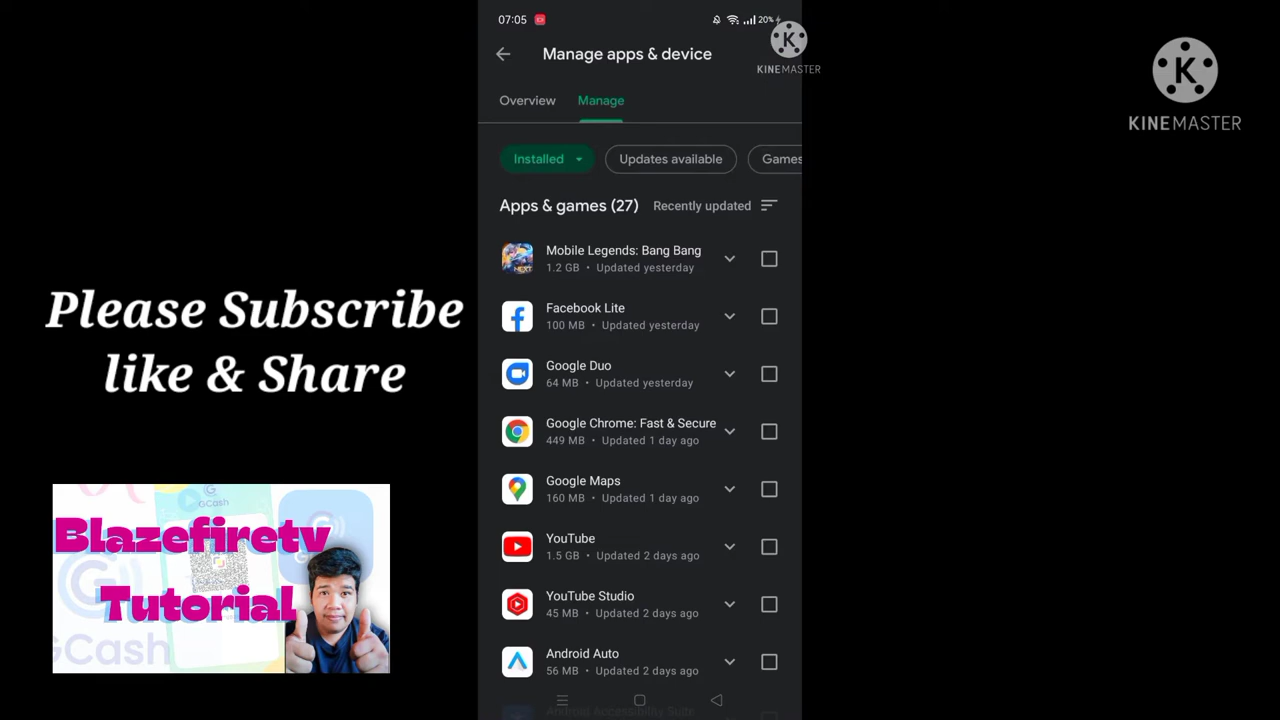 07:05
20%
Manage apps & device
KINEMASTER
KINEMASTER
Overview
Manage
Installed
Updates available
Games
Apps & games (27)
Recently updated
Mobile Legends: Bang Bang
1.2 GB • Updated yesterday
Facebook Lite
100 MB • Updated yesterday
Google Duo
64 MB • Updated yesterday
Google Chrome: Fast & Secure
449 MB • Updated 1 day ago
Google Maps
160 MB • Updated 1 day ago
YouTube
1.5 GB • Updated 2 days ago
YouTube Studio
45 MB • Updated 2 days ago
Android Auto
56 MB • Updated 2 days ago
Android Accessibility Suite
Please Subscribe
like & Share
GCash
Blazefiretv
Tutorial
GCash